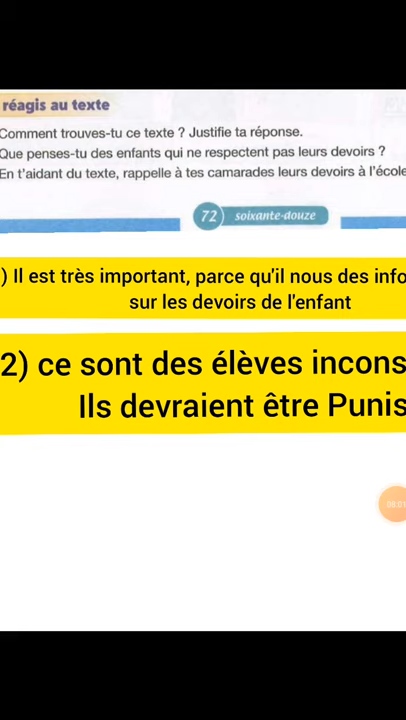 réagis au texte
Comment trouves-tu ce texte ? Justifie ta réponse.
Que penses-tu des enfants qui ne respectent pas leurs devoirs ?
En t'aidant du texte, rappelle à tes camarades leurs devoirs à l'école
72 soixante-douze
) Il est très important, parce qu'il nous des info
sur les devoirs de l'enfant
2) ce sont des élèves incons
Ils devraient être Punis